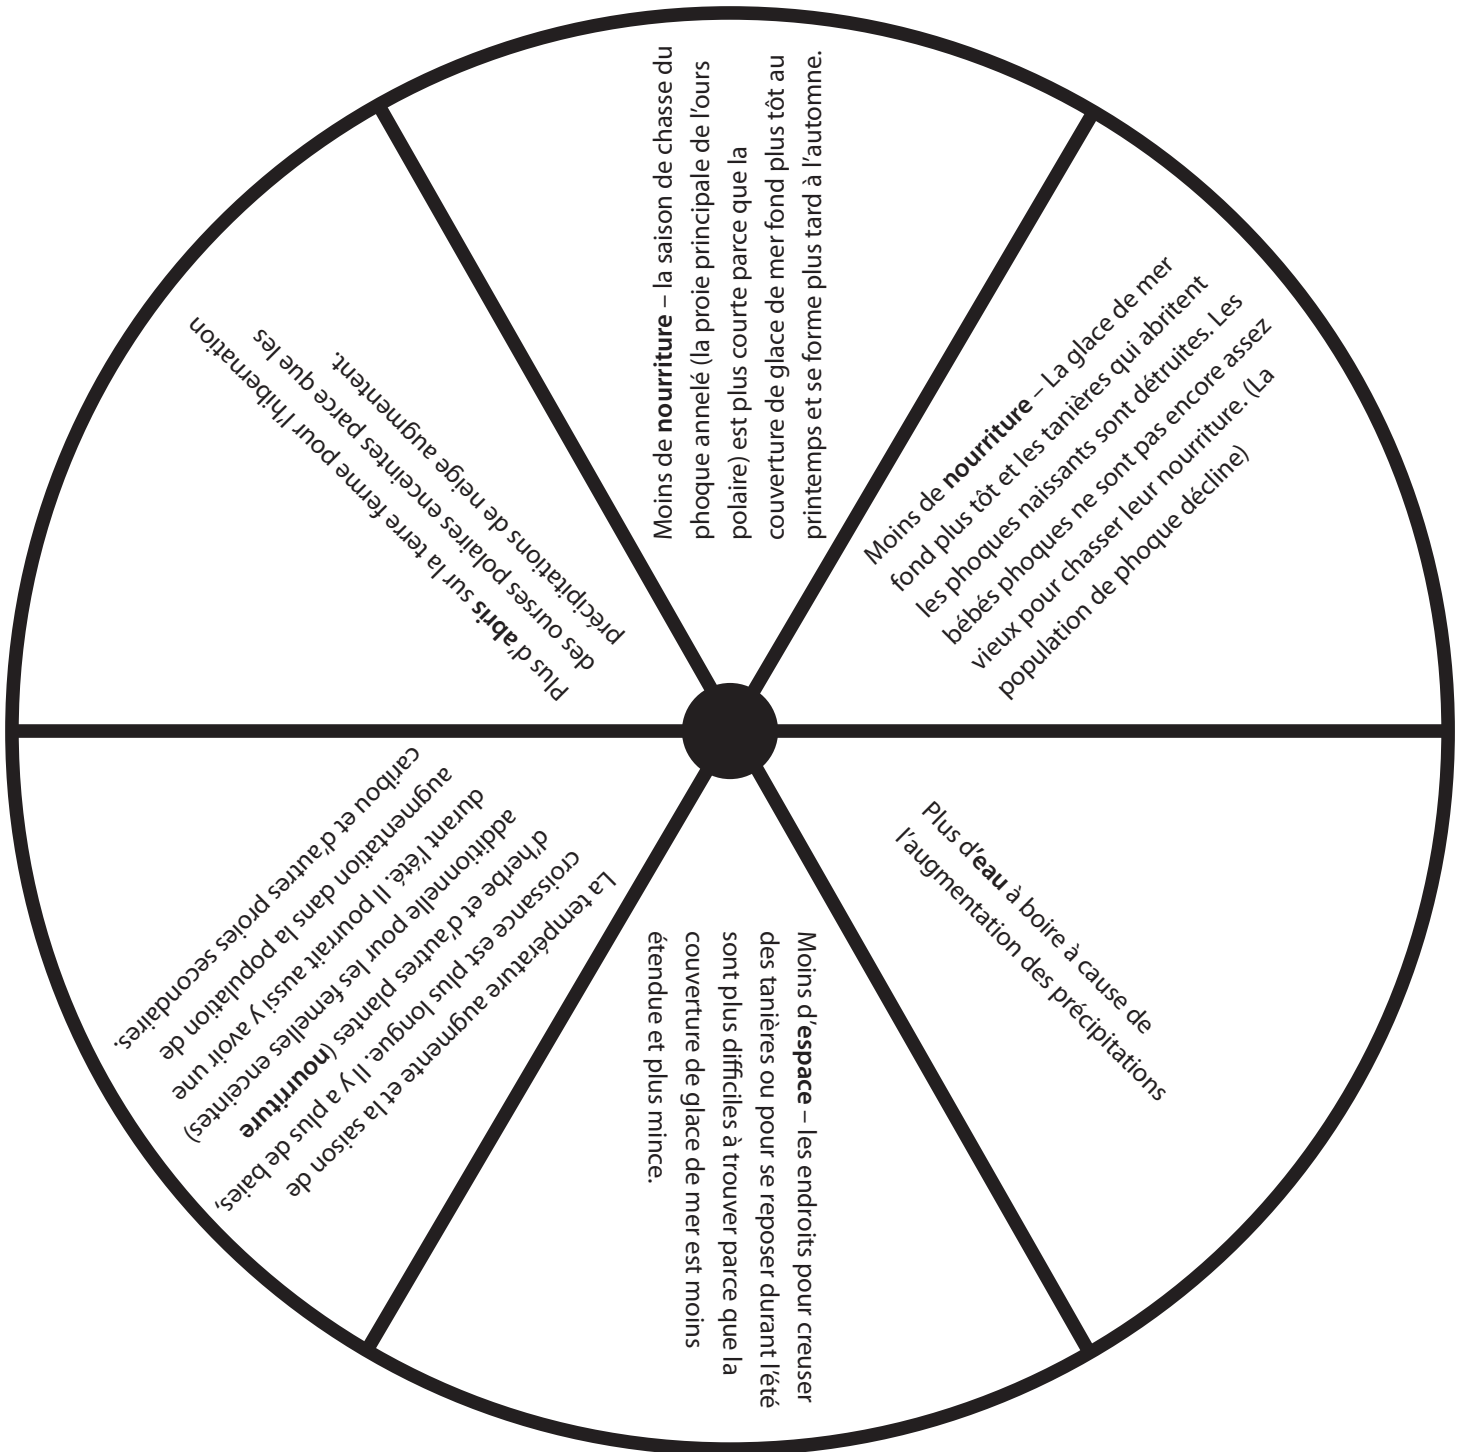 Moins de nourriture – la saison de chasse du
phoque annelé (la proie principale de l'ours
polaire) est plus courte parce que la
couverture de glace de mer fond plus tôt au
printemps et se forme plus tard à l'automne.
Moins de nourriture – La glace de mer
fond plus tôt et les tanières qui abritent
les phoques naissants sont détruites. Les
bébés phoques ne sont pas encore assez
vieux pour chasser leur nourriture. (La
population de phoque décline)
Plus d'eau à boire à cause de
l'augmentation des précipitations
Moins d'espace – les endroits pour creuser
des tanières ou pour se reposer durant l'été
sont plus difficiles à trouver parce que la
couverture de glace de mer est moins
étendue et plus mince.
La température augmente et la saison de
croissance est plus longue. Il y a plus de baies,
d'herbe et d'autres plantes (nourriture
additionnelle pour les femelles enceintes)
durant l'été. Il pourrait aussi y avoir une
augmentation dans la population de
caribou et d'autres proies secondaires.
Plus d'abris sur la terre ferme pour l'hibernation
des ourses polaires enceintes parce que les
précipitations de neige augmentent.